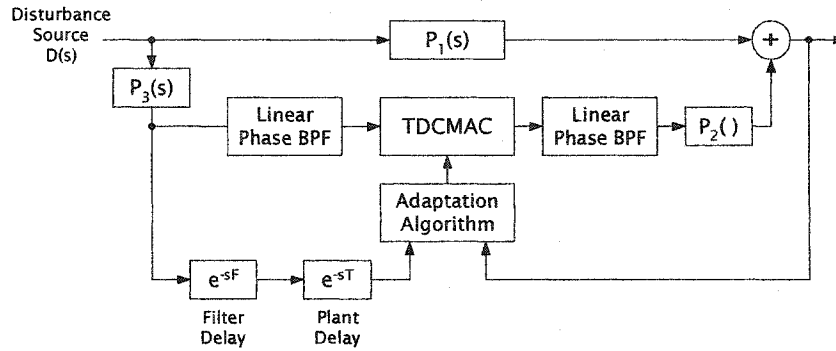 Disturbance
Source
D(s)
P₁(s)
+
P₃(s)
Linear
Phase BPF
TDCMAC
Linear
Phase BPF
P₂()
Adaptation
Algorithm
e⁻ˢF
e⁻ˢT
Filter
Delay
Plant
Delay